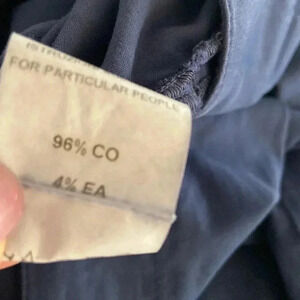 FOR PARTICULAR PEOPLE
96% CO
4% EA